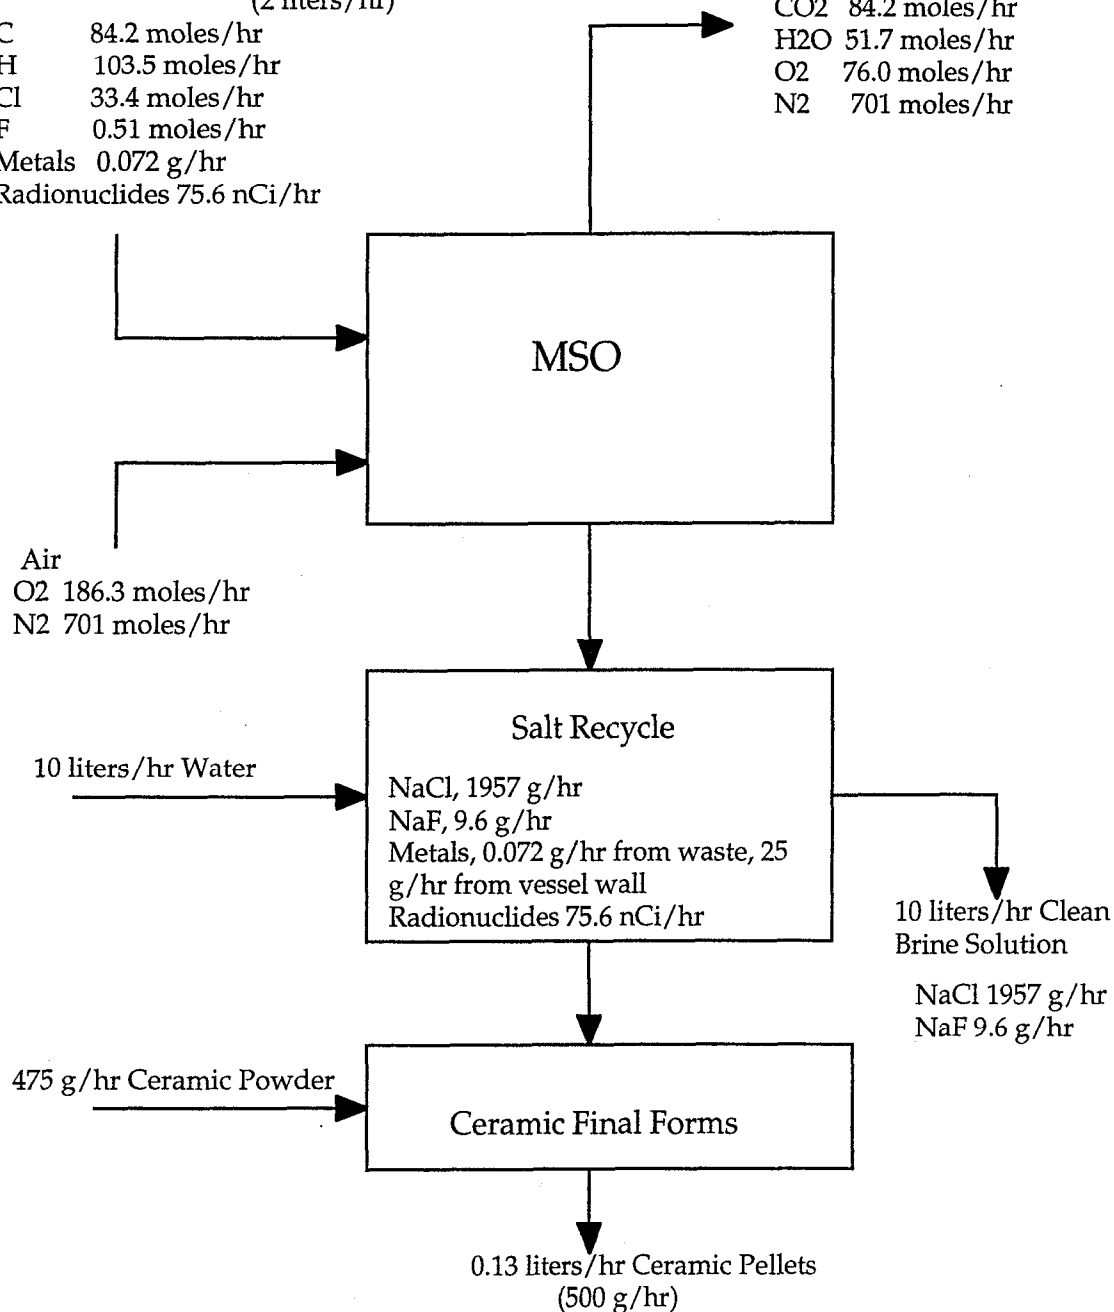 (2 liters/hr)
C 84.2 moles/hr
H 103.5 moles/hr
Cl 33.4 moles/hr
F 0.51 moles/hr
Metals 0.072 g/hr
Radionuclides 75.6 nCi/hr
CO2 84.2 moles/hr
H2O 51.7 moles/hr
O2 76.0 moles/hr
N2 701 moles/hr
MSO
Air
O2 186.3 moles/hr
N2 701 moles/hr
Salt Recycle
10 liters/hr Water
NaCl, 1957 g/hr
NaF, 9.6 g/hr
Metals, 0.072 g/hr from waste, 25
g/hr from vessel wall
Radionuclides 75.6 nCi/hr
10 liters/hr Clean
Brine Solution
NaCl 1957 g/hr
NaF 9.6 g/hr
475 g/hr Ceramic Powder
Ceramic Final Forms
0.13 liters/hr Ceramic Pellets
(500 g/hr)